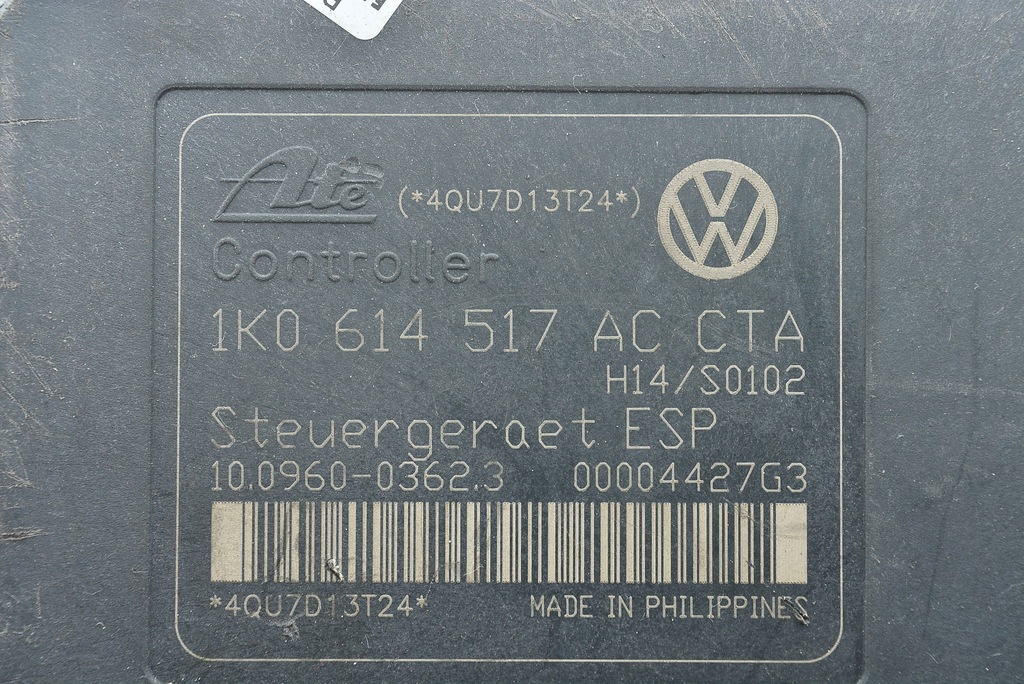 Ate (*4QU7D13T24*) VW
Controller
1K0 614 517 AC CTA
H14/S0102
Steuergeraet ESP
10.0960-0362.3 00004427G3
*4QU7D13T24*
MADE IN PHILIPPINES